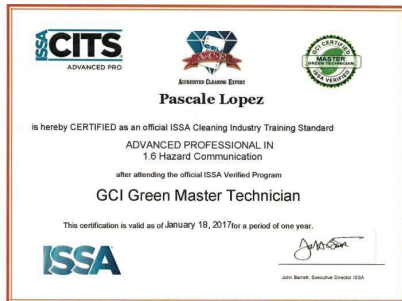 ISSA CITS
ADVANCED PRO
ACCREDITED CLEANING EXPERT
GCI CERTIFIED
MASTER
GREEN TECHNICIAN
ISSA VERIFIED
Pascale Lopez
is hereby CERTIFIED as an official ISSA Cleaning Industry Training Standard
ADVANCED PROFESSIONAL IN
1.6 Hazard Communication
after attending the official ISSA Verified Program
GCI Green Master Technician
This certification is valid as of January 18, 2017for a period of one year.
ISSA
John Barrett, Executive Director ISSA